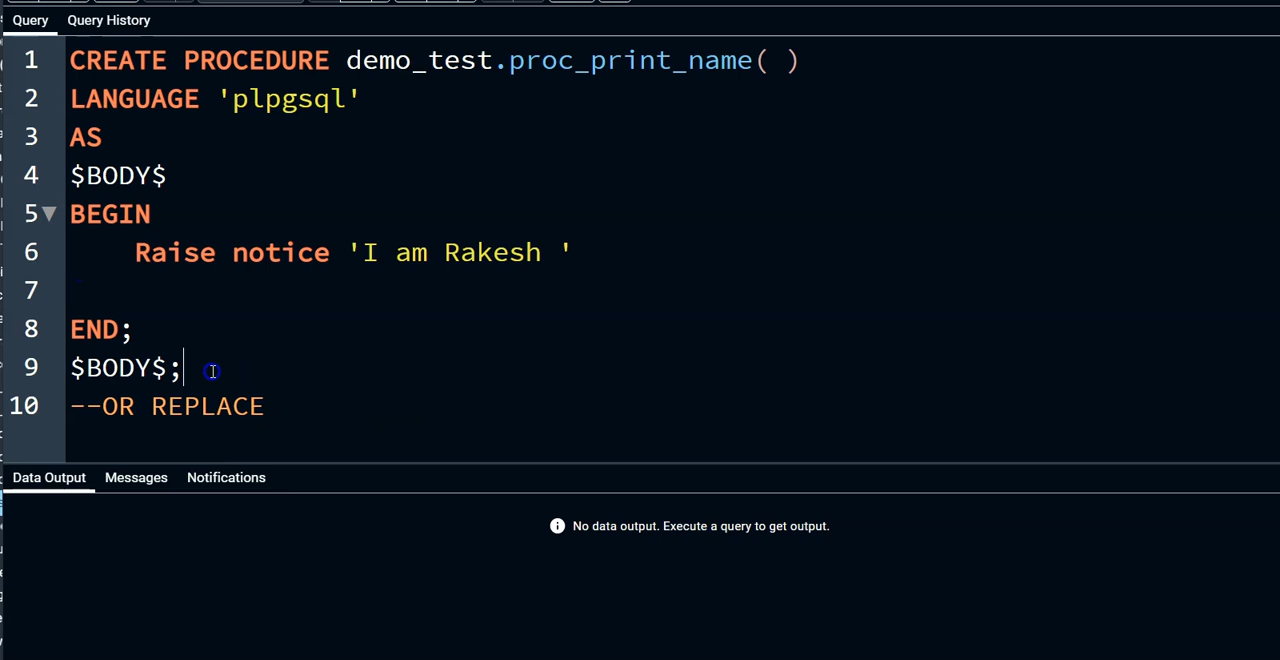 Query Query History
1 CREATE PROCEDURE demo_test.proc_print_name( )
2 LANGUAGE 'plpgsql'
3 AS
4 $BODY$
5 BEGIN
6 Raise notice 'I am Rakesh '
7
8 END;
9 $BODY$;
10 --OR REPLACE
Data Output Messages Notifications
No data output. Execute a query to get output.